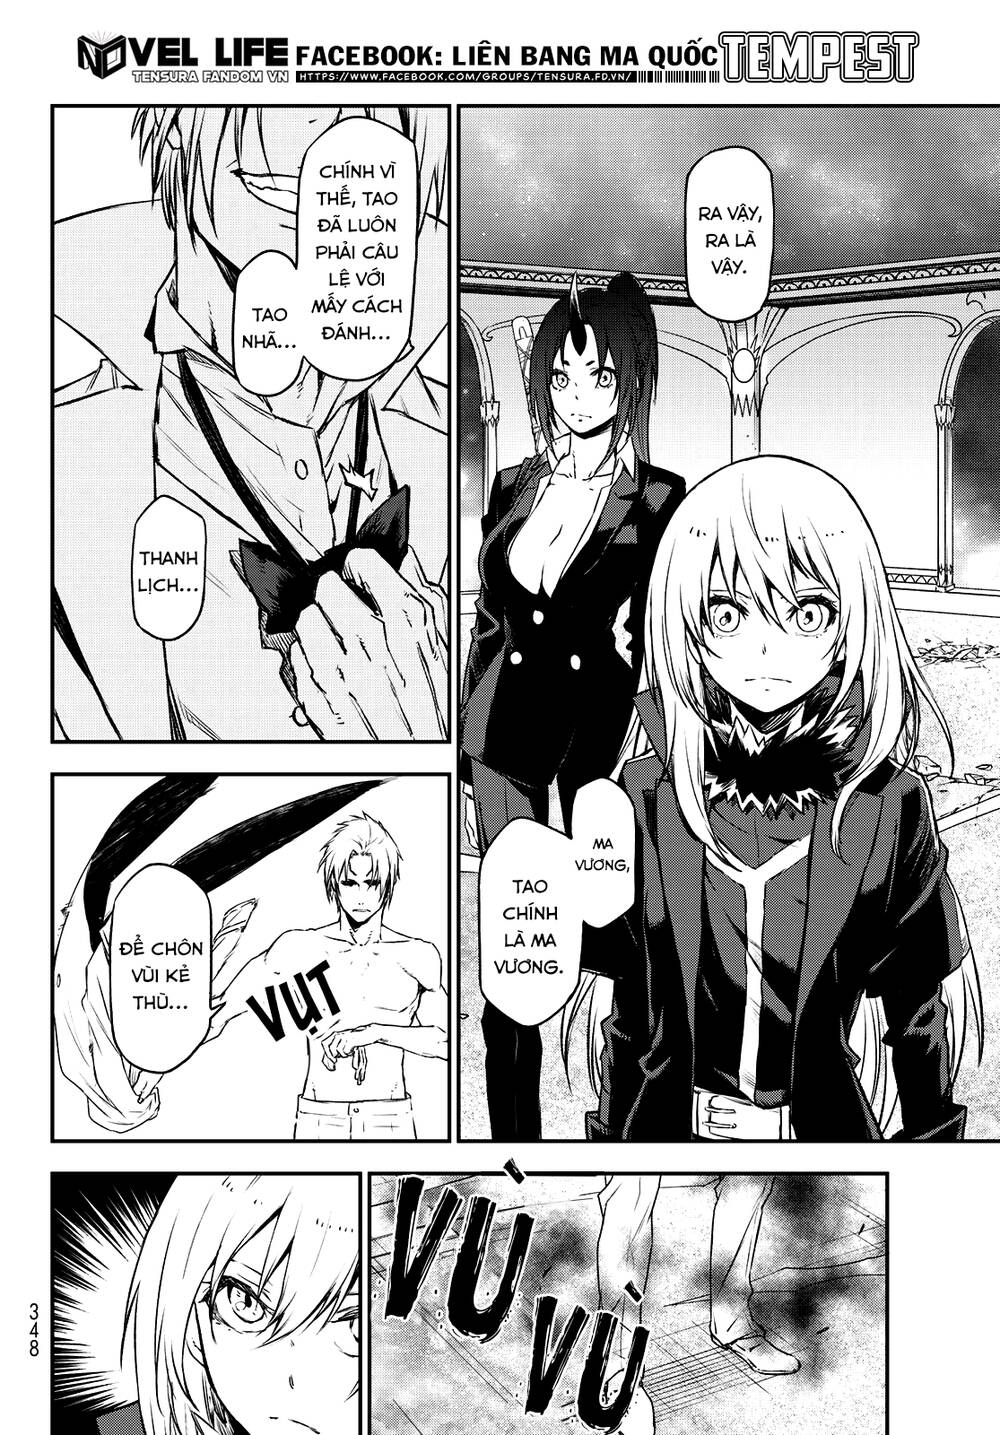 NOVEL LIFE
TENSURA FANDOM VN
FACEBOOK: LIÊN BANG MA QUỐC
TEMPEST
HTTPS://WWW.FACEBOOK.COM/GROUPS/TENSURA.FD.VN/
RA VẬY,
RA LÀ
VẬY.
MA
VƯƠNG,
TAO
CHÍNH
LÀ MA
VƯƠNG.
CHÍNH VÌ
THẾ, TAO
ĐÃ LUÔN
PHẢI CÂU
LỆ VỚI
MẤY CÁCH
ĐÁNH...
TAO
NHÃ...
THANH
LỊCH...
ĐỂ CHÔN
VÙI KẺ
THÙ...
VỤT
VÙ
VÙ
348